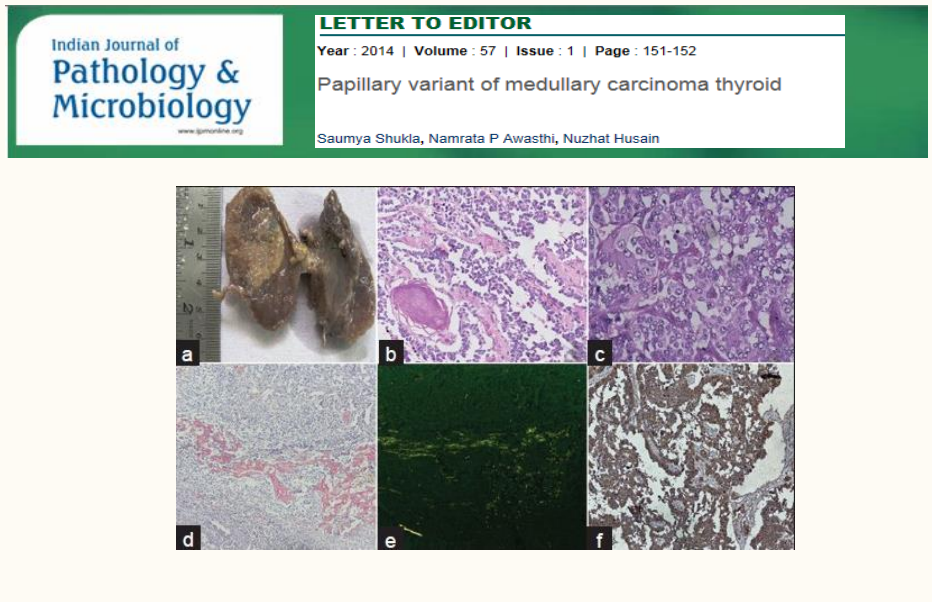 Indian Journal of
Pathology &
Microbiology
www.ijpmonline.org
LETTER TO EDITOR
Year : 2014 | Volume : 57 | Issue : 1 | Page : 151-152
Papillary variant of medullary carcinoma thyroid
Saumya Shukla, Namrata P Awasthi, Nuzhat Husain
a
b
c
d
e
f